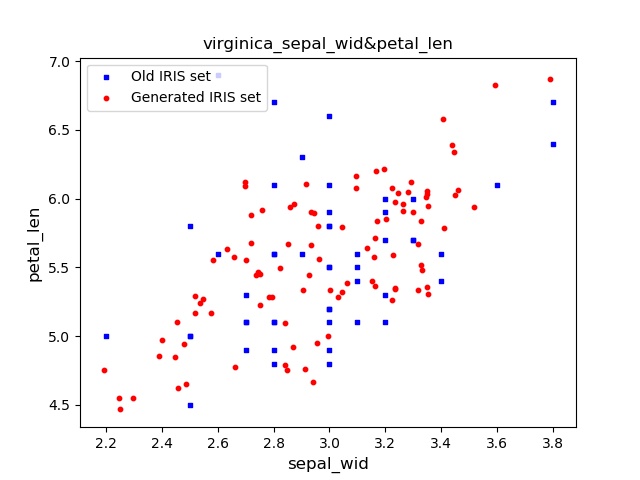 virginica_sepal_wid&petal_len
Old IRIS set
Generated IRIS set
7.0
6.5
6.0
5.5
5.0
4.5
petal_len
2.2 2.4 2.6 2.8 3.0 3.2 3.4 3.6 3.8
sepal_wid